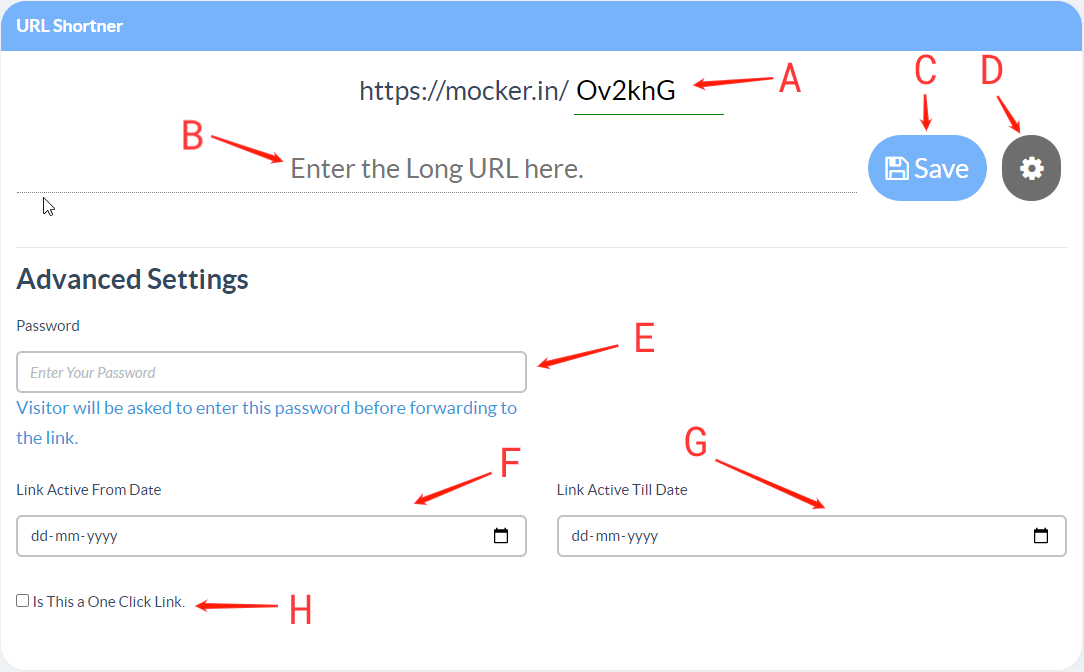 URL Shortner
https://mocker.in/ Ov2khG
A
C
D
B
Enter the Long URL here.
Save
Advanced Settings
Password
E
Enter Your Password
Visitor will be asked to enter this password before forwarding to
the link.
F
G
Link Active From Date
Link Active Till Date
dd-mm-yyyy
dd-mm-yyyy
Is This a One Click Link.
H